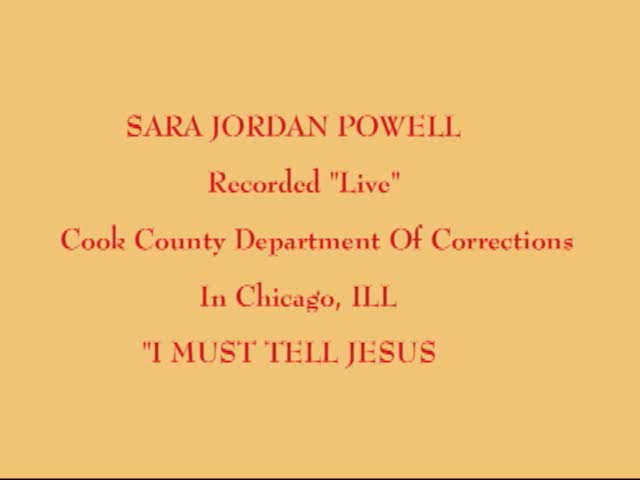 SARA JORDAN POWELL
Recorded "Live"
Cook County Department Of Corrections
In Chicago, ILL
"I MUST TELL JESUS